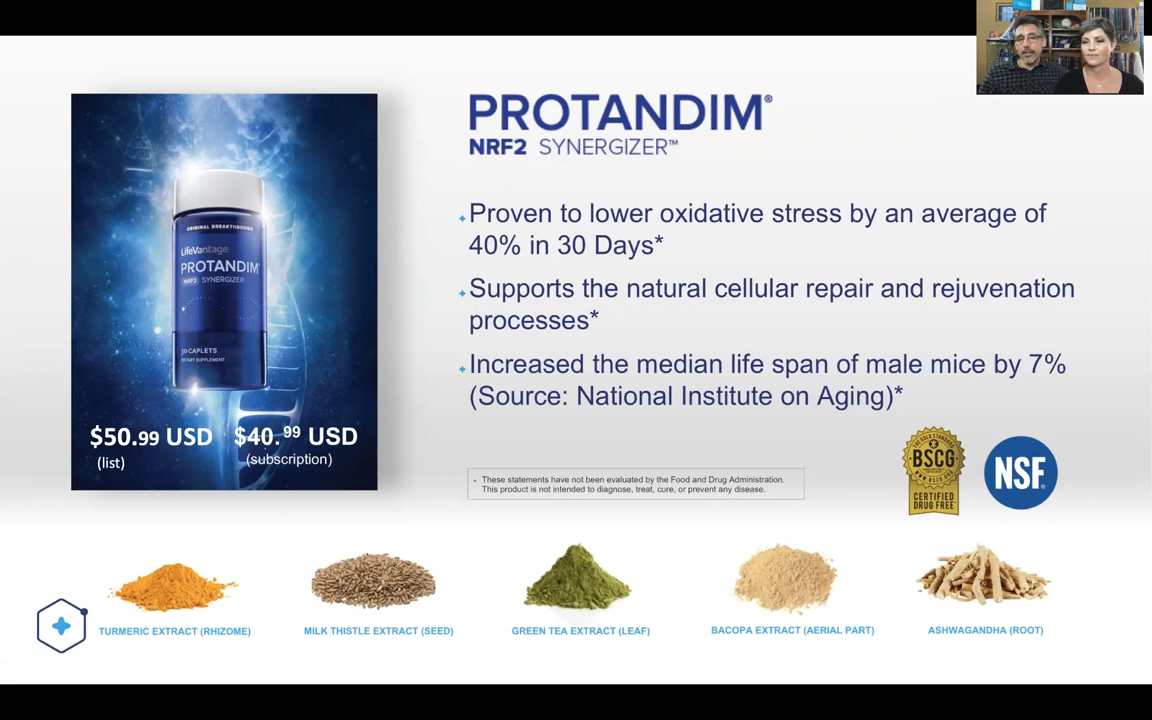 PROTANDIM®
NRF2 SYNERGIZER™
Proven to lower oxidative stress by an average of
40% in 30 Days*
Supports the natural cellular repair and rejuvenation
processes*
Increased the median life span of male mice by 7%
(Source: National Institute on Aging)*
ORIGINAL BREAKTHROUGH
LifeVantage
PROTANDIM
NRF2 SYNERGIZER
30 CAPLETS
DIETARY SUPPLEMENT
$50.99 USD $40.99 USD
(list) (subscription)
These statements have not been evaluated by the Food and Drug Administration.
This product is not intended to diagnose, treat, cure, or prevent any disease.
BSCG
CERTIFIED
DRUG FREE
NSF®
TURMERIC EXTRACT (RHIZOME) MILK THISTLE EXTRACT (SEED) GREEN TEA EXTRACT (LEAF) BACOPA EXTRACT (AERIAL PART) ASHWAGANDHA (ROOT)